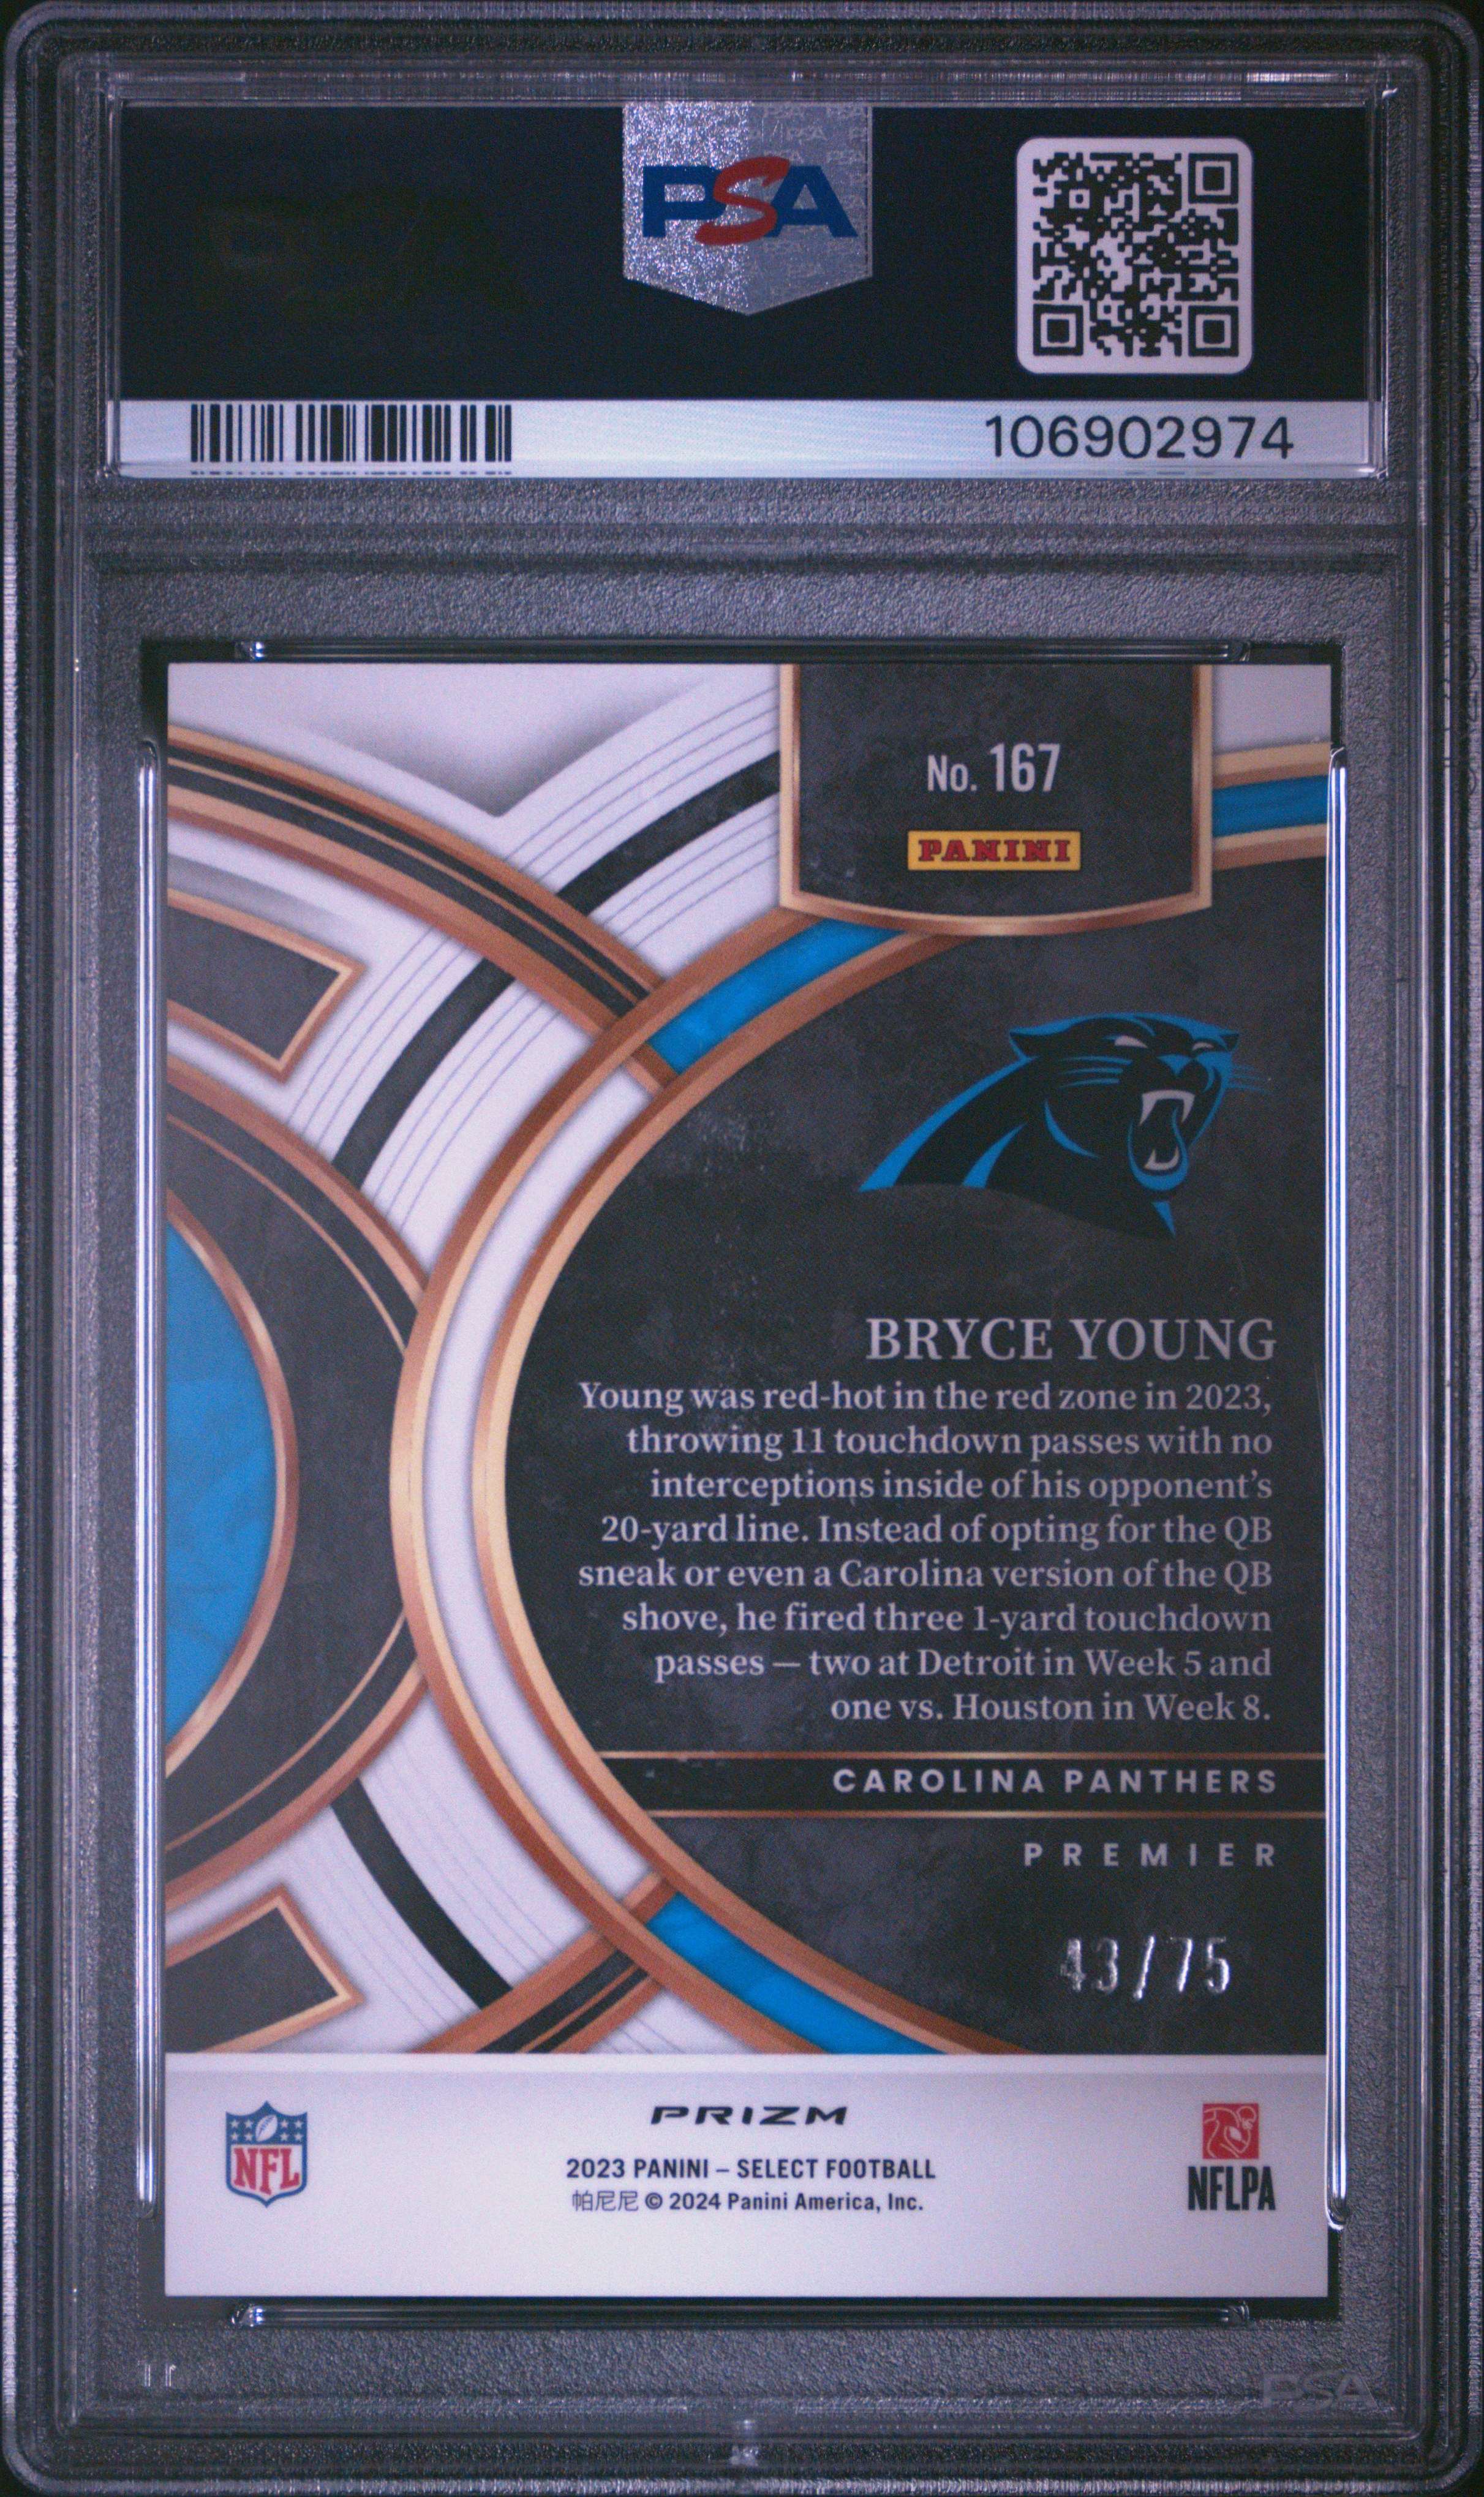 PSA
106902974
No. 167
PANINI
BRYCE YOUNG
Young was red-hot in the red zone in 2023,
throwing 11 touchdown passes with no
interceptions inside of his opponent's
20-yard line. Instead of opting for the QB
sneak or even a Carolina version of the QB
shove, he fired three 1-yard touchdown
passes — two at Detroit in Week 5 and
one vs. Houston in Week 8.
CAROLINA PANTHERS
PREMIER
43/75
NFL
PRIZM
2023 PANINI – SELECT FOOTBALL
帕尼尼 © 2024 Panini America, Inc.
NFLPA
PSA